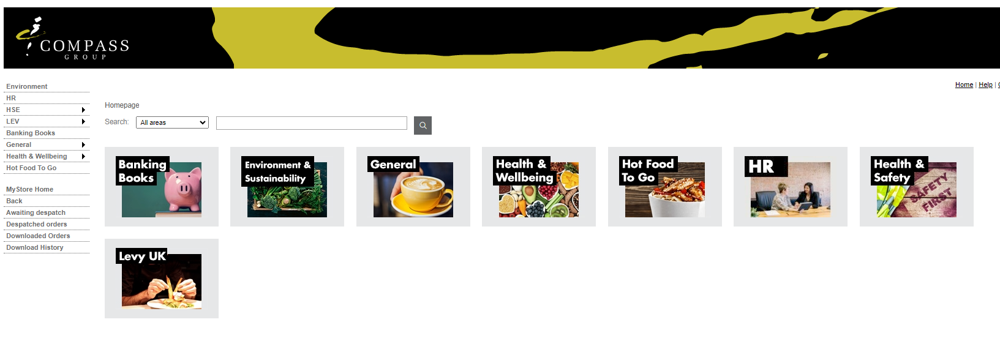 COMPASS
GROUP
Home | Help |
Environment
HR
HSE
LEV
Banking Books
General
Health & Wellbeing
Hot Food To Go
MyStore Home
Back
Awaiting despatch
Despatched orders
Downloaded Orders
Download History
Homepage
Search: All areas
Banking
Books
Environment &
Sustainability
General
Health &
Wellbeing
Hot Food
To Go
HR
Health &
Safety
SAFETY
FIRST
Levy UK